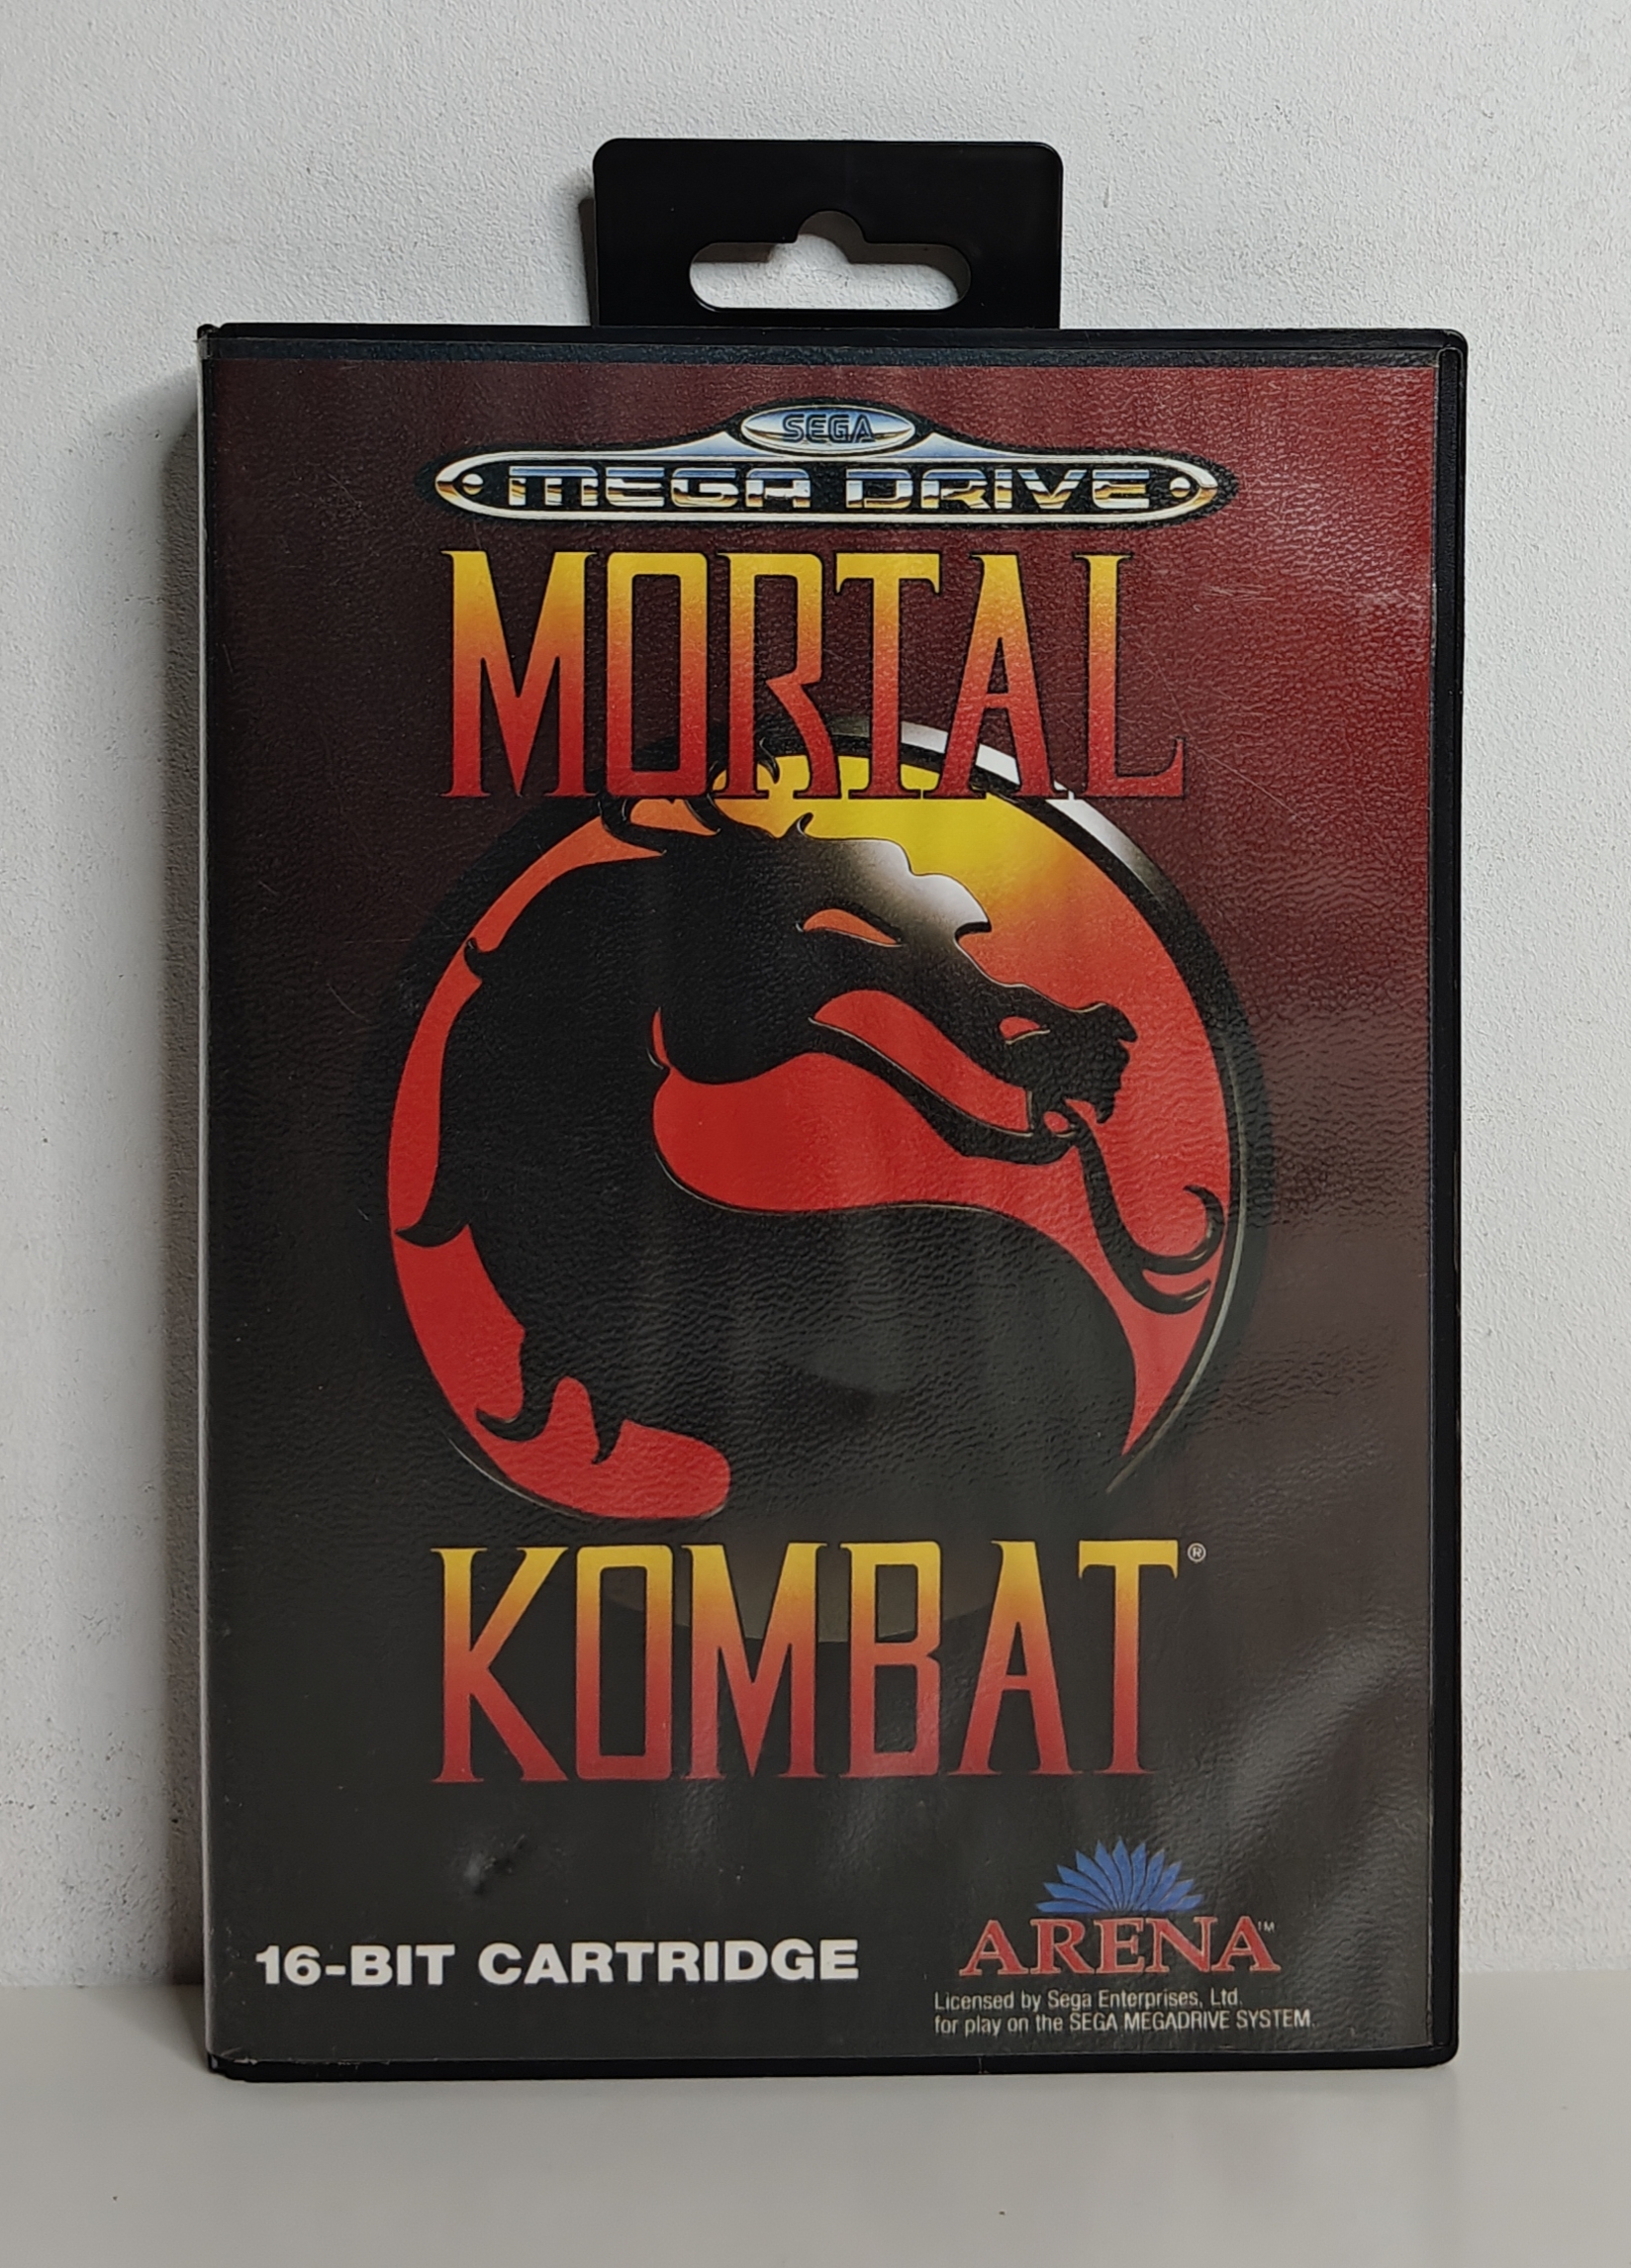 SEGA
MEGA DRIVE
MORTAL
KOMBAT®
16-BIT CARTRIDGE
ARENA™
Licensed by Sega Enterprises, Ltd.
for play on the SEGA MEGADRIVE SYSTEM.